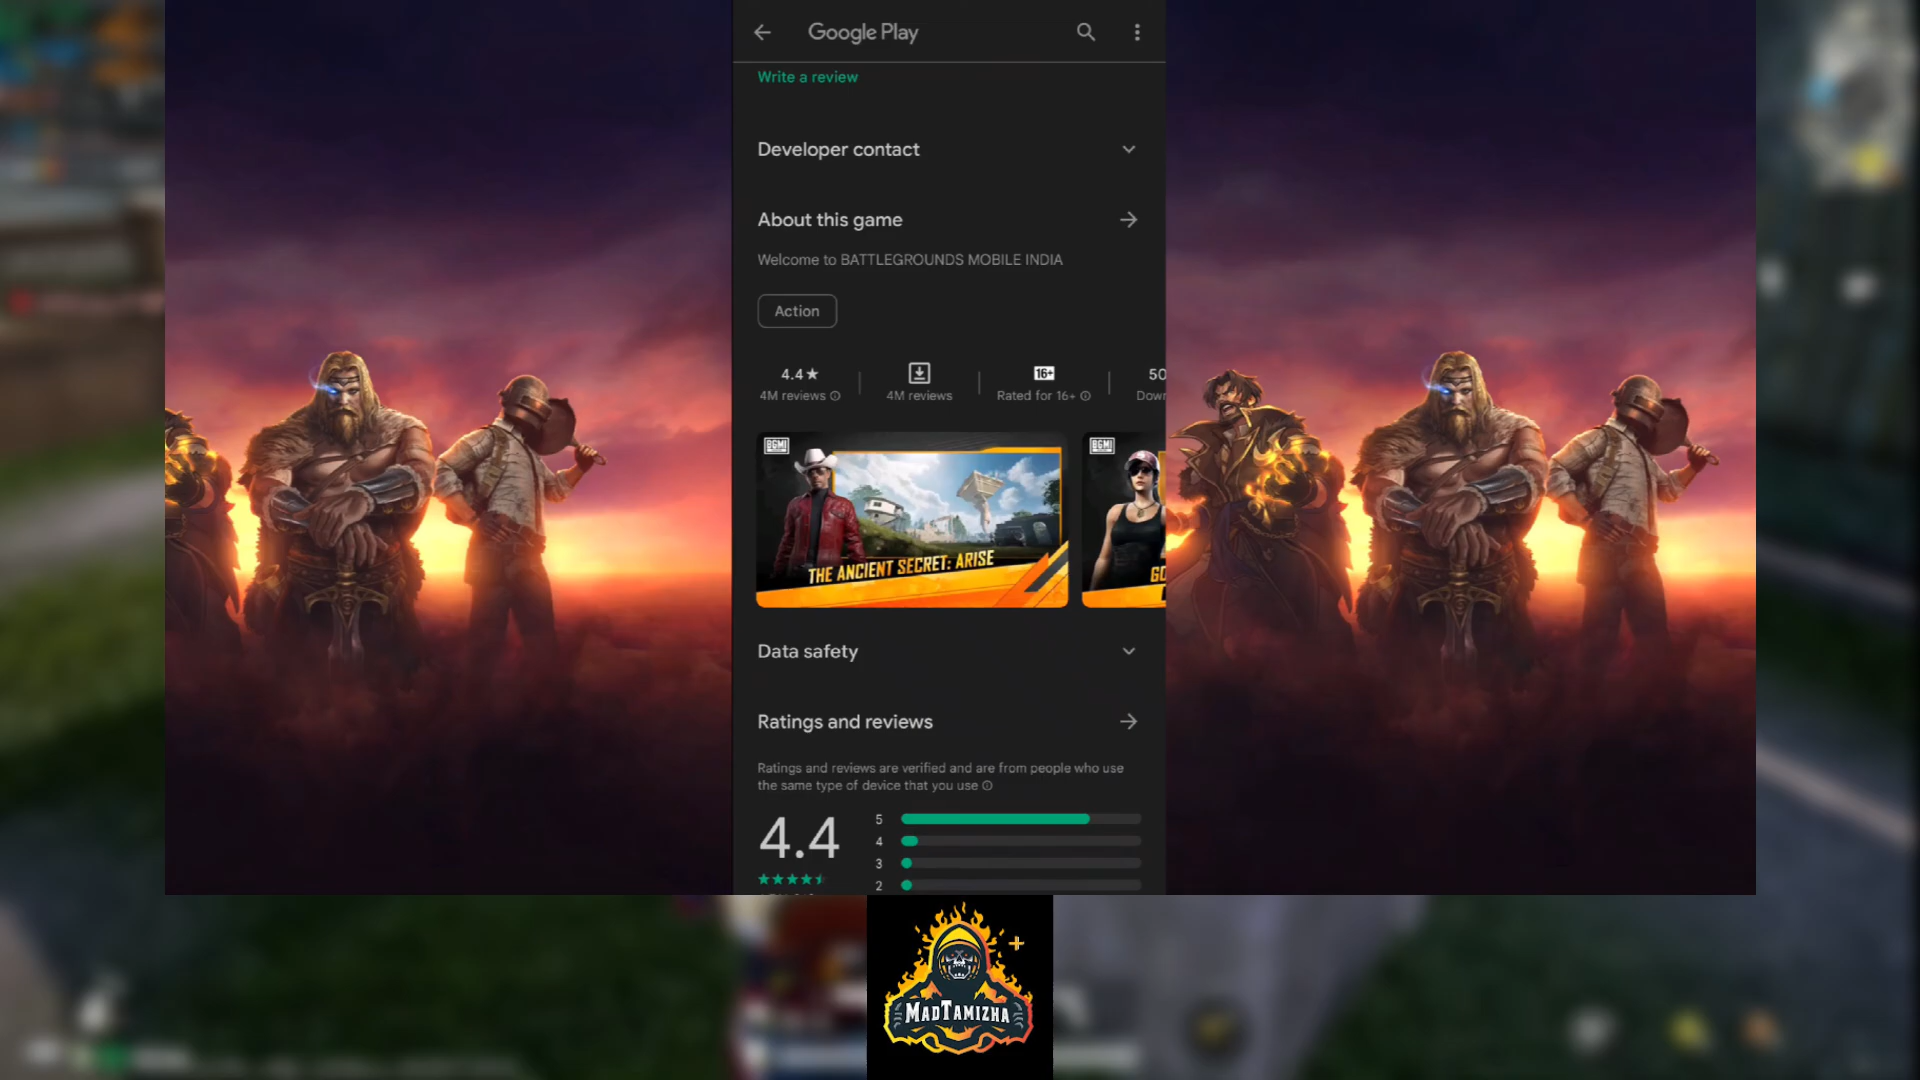 Google Play
Write a review
Developer contact
About this game
Welcome to BATTLEGROUNDS MOBILE INDIA
Action
4.4★
4M reviews
4M reviews
16+
Rated for 16+
50
Down
BGMI
THE ANCIENT SECRET: ARISE
BGMI
GO
Data safety
Ratings and reviews
Ratings and reviews are verified and are from people who use
the same type of device that you use
4.4
5
4
3
2
MADTAMIZHA